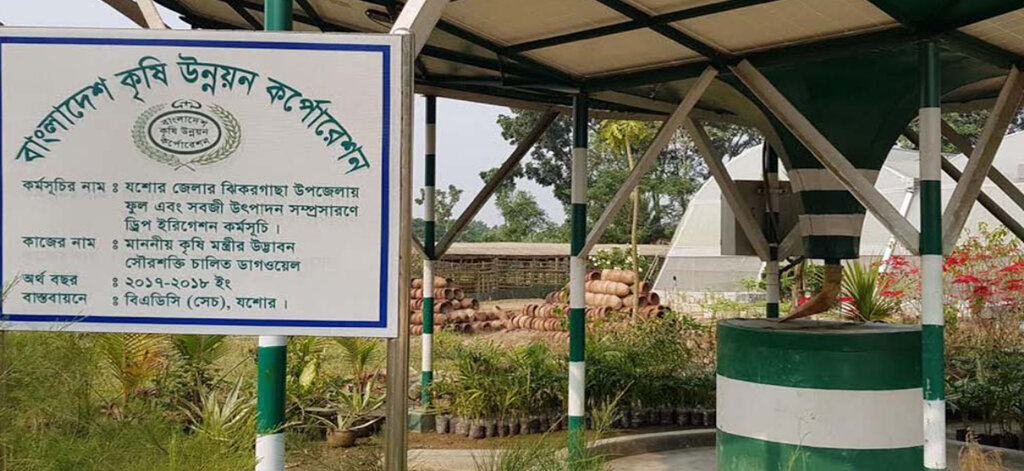 বাংলাদেশ কৃষি উন্নয়ন কর্পোরেশন
বাংলাদেশ
কৃষি উন্নয়ন
কর্পোরেশন
কর্মসূচির নাম : যশোর জেলার ঝিকরগাছা উপজেলায়
ফুল এবং সবজী উৎপাদন সম্প্রসারণে
ড্রিপ ইরিগেশন কর্মসূচি ।
কাজের নাম : মাননীয় কৃষি মন্ত্রীর উদ্ভাবন
সৌরশক্তি চালিত ডাগওয়েল
অর্থ বছর : ২০১৭-২০১৮ ইং
বাস্তবায়নে : বিএডিসি (সেচ), যশোর ।